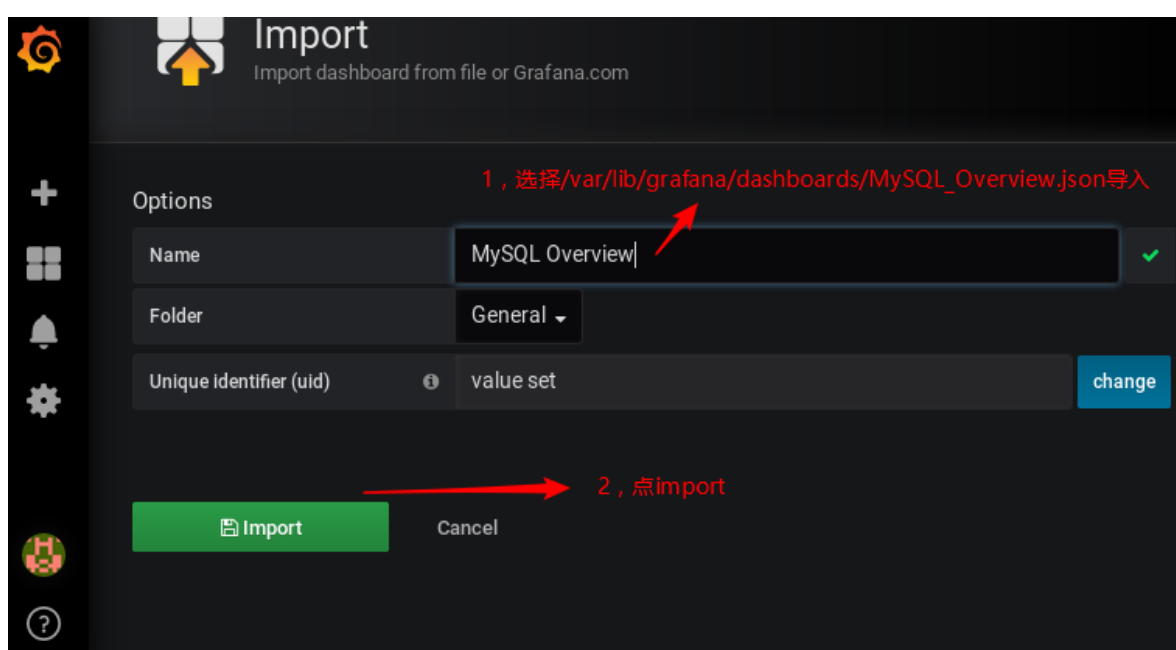 Import
Import dashboard from file or Grafana.com
1，选择/var/lib/grafana/dashboards/MySQL_Overview.json导入
Options
Name
MySQL Overview
Folder
General
Unique identifier (uid)
value set
change
2，点import
Import
Cancel